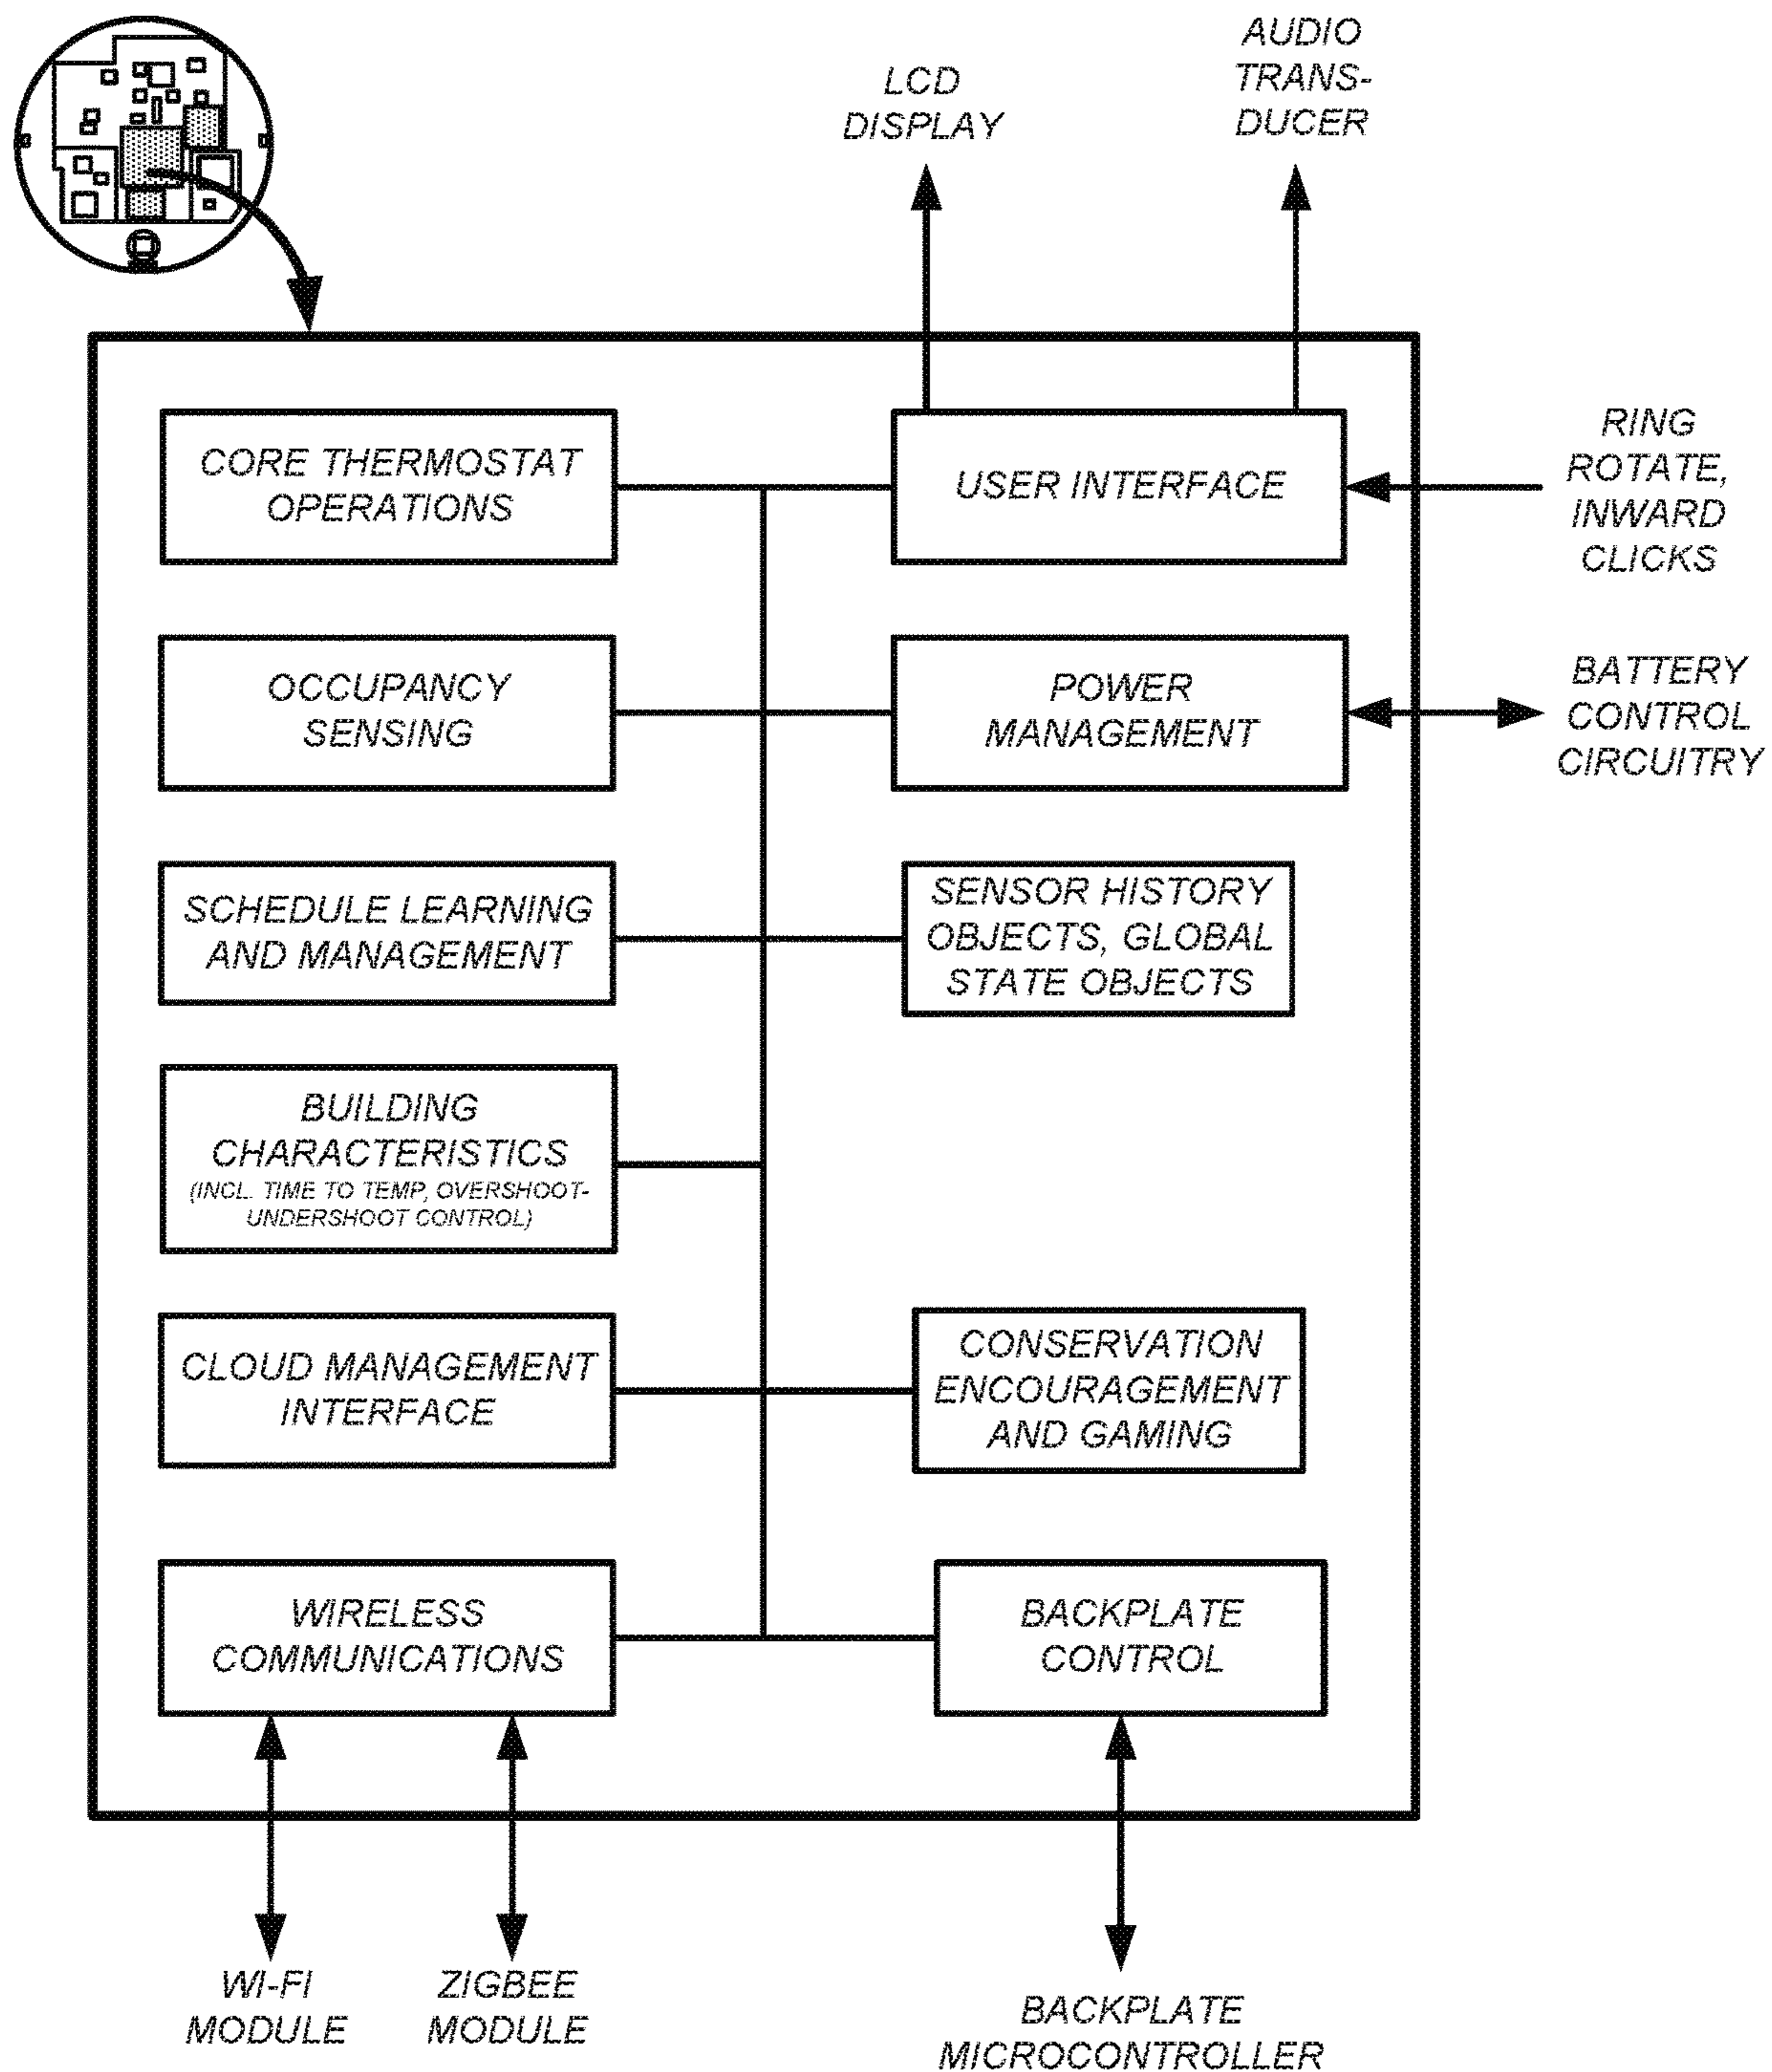 LCD
DISPLAY
AUDIO
TRANS-
DUCER
CORE THERMOSTAT
OPERATIONS
USER INTERFACE
RING
ROTATE,
INWARD
CLICKS
OCCUPANCY
SENSING
POWER
MANAGEMENT
BATTERY
CONTROL
CIRCUITRY
SCHEDULE LEARNING
AND MANAGEMENT
SENSOR HISTORY
OBJECTS, GLOBAL
STATE OBJECTS
BUILDING
CHARACTERISTICS
(INCL. TIME TO TEMP, OVERSHOOT-
UNDERSHOOT CONTROL)
CLOUD MANAGEMENT
INTERFACE
CONSERVATION
ENCOURAGEMENT
AND GAMING
WIRELESS
COMMUNICATIONS
BACKPLATE
CONTROL
WI-FI
MODULE
ZIGBEE
MODULE
BACKPLATE
MICROCONTROLLER